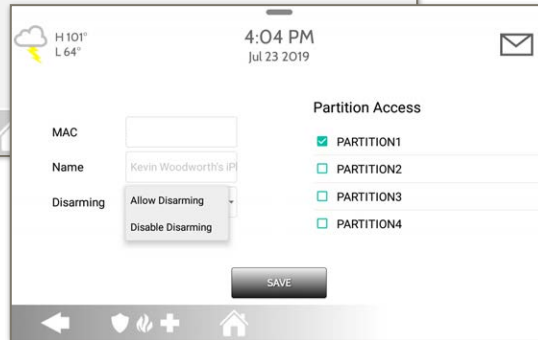 H 101°
L 64°
4:04 PM
Jul 23 2019
Partition Access
MAC
PARTITION1
Name
Kevin Woodworth's iPl
PARTITION2
Disarming
Allow Disarming
PARTITION3
Disable Disarming
PARTITION4
SAVE